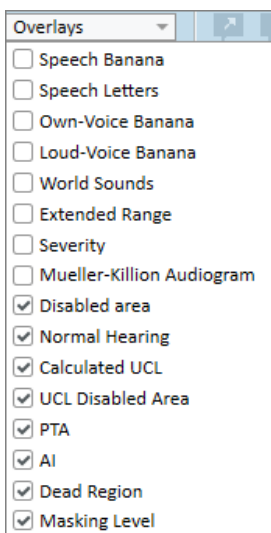 Overlays
Speech Banana
Speech Letters
Own-Voice Banana
Loud-Voice Banana
World Sounds
Extended Range
Severity
Mueller-Killion Audiogram
Disabled area
Normal Hearing
Calculated UCL
UCL Disabled Area
PTA
AI
Dead Region
Masking Level